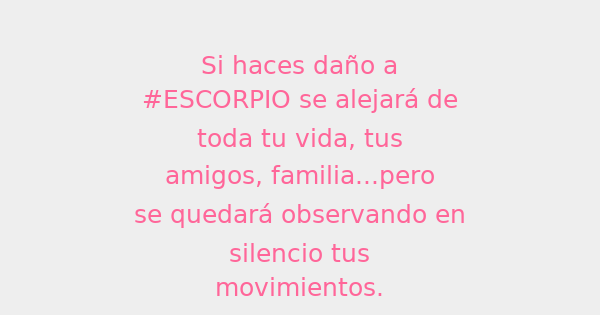 Si haces daño a
#ESCORPIO se alejará de
toda tu vida, tus
amigos, familia...pero
se quedará observando en
silencio tus
movimientos.